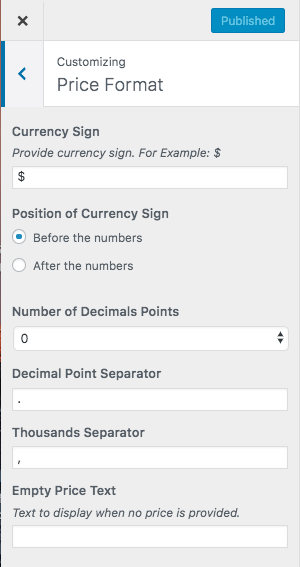 Published
Customizing
Price Format
Currency Sign
Provide currency sign. For Example: $
$
Position of Currency Sign
Before the numbers
After the numbers
Number of Decimals Points
0
Decimal Point Separator
.
Thousands Separator
,
Empty Price Text
Text to display when no price is provided.